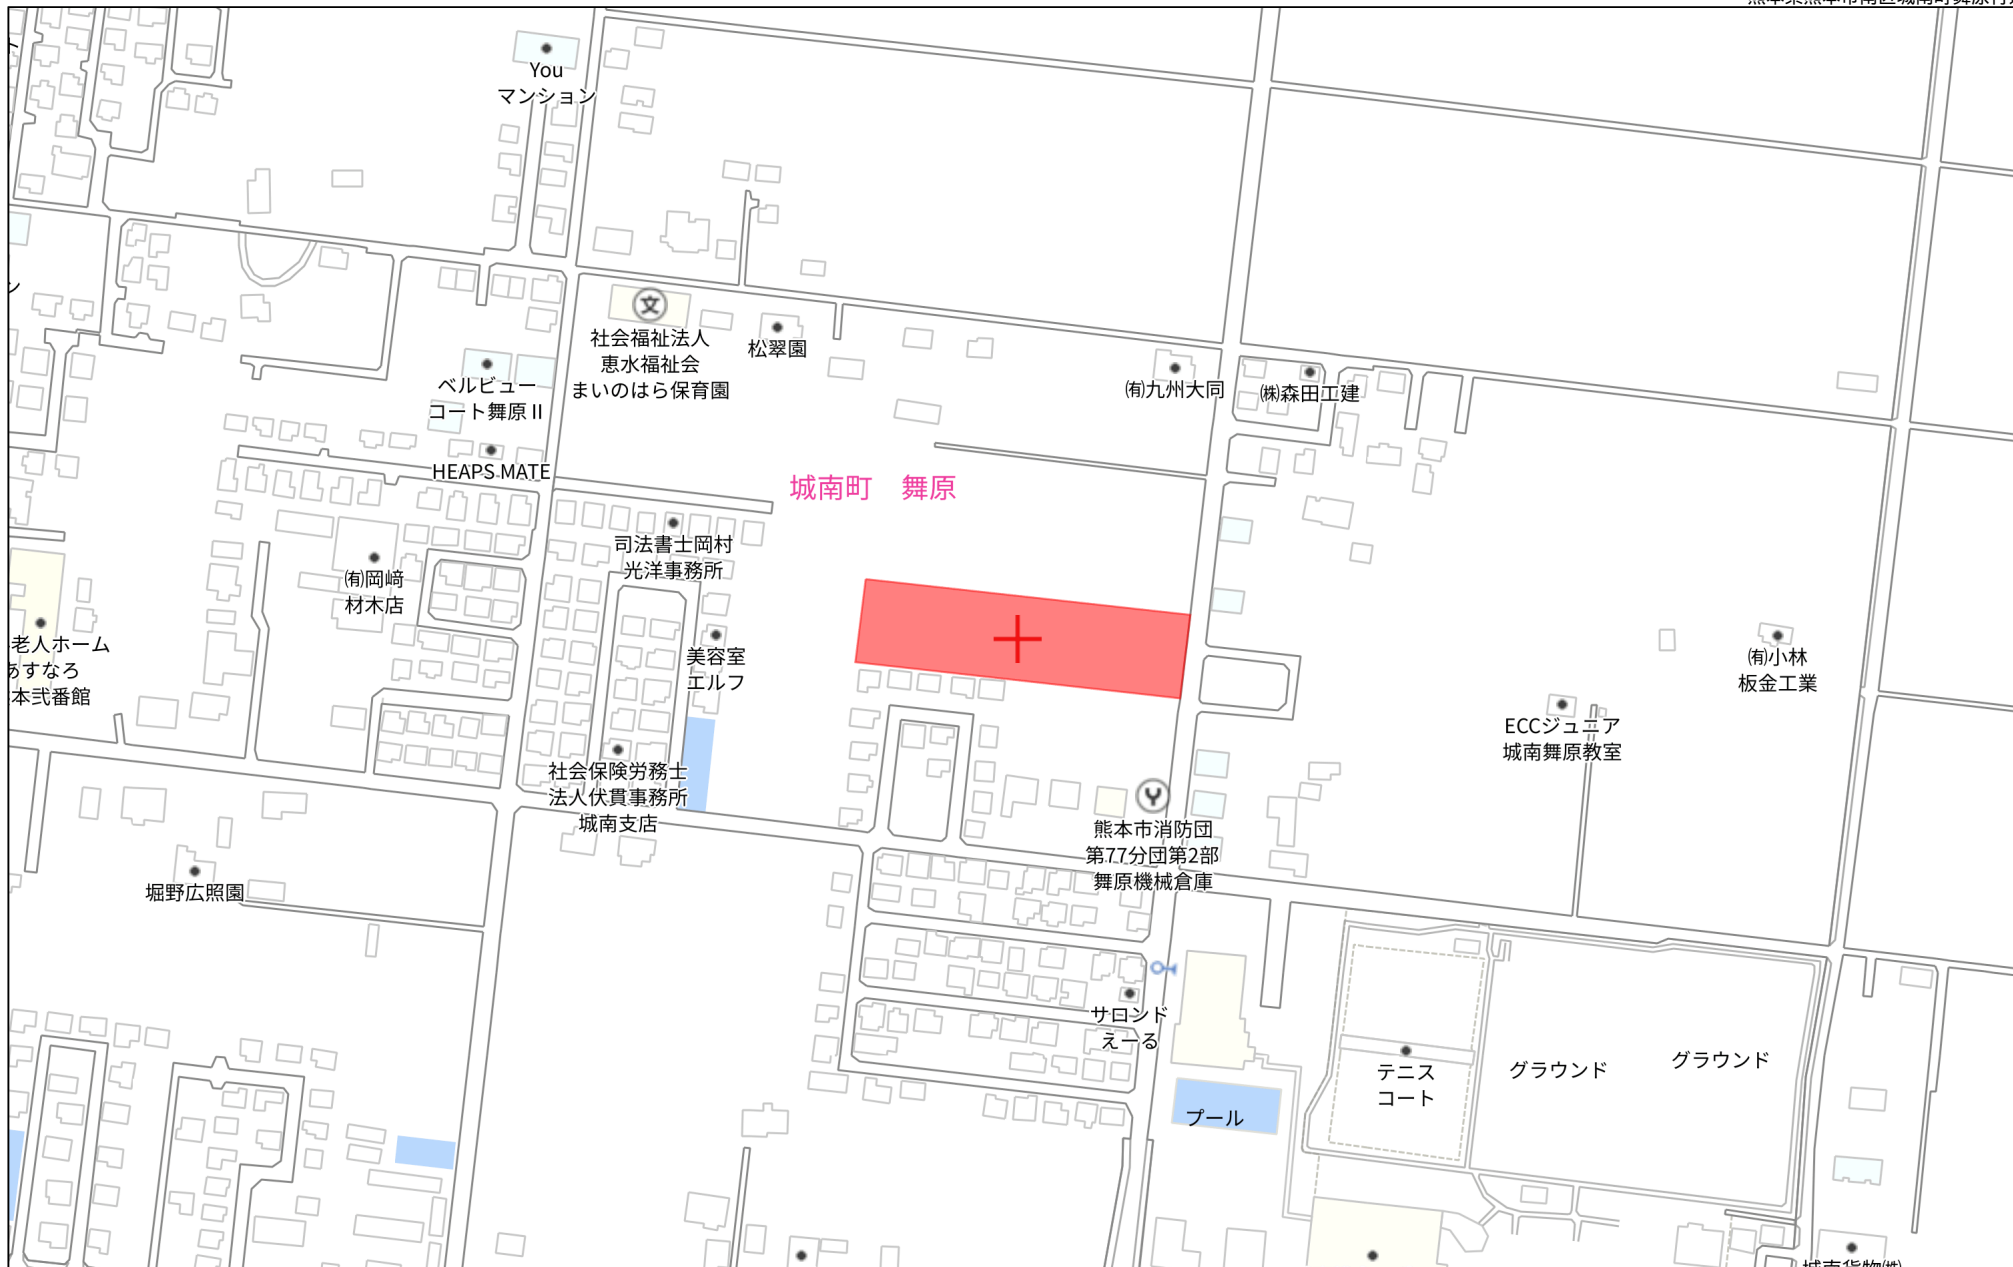 You
マンション
社会福祉法人
恵水福祉会
まいのはら保育園
松翠園
㈲九州大同
㈱森田工建
ベルビュー
コート舞原Ⅱ
HEAPS MATE
城南町 舞原
司法書士岡村
光洋事務所
㈲岡﨑
材木店
老人ホーム
あすなろ
本弐番館
美容室
エルフ
㈲小林
板金工業
ECCジュニア
城南舞原教室
社会保険労務士
法人伏貫事務所
城南支店
熊本市消防団
第77分団第2部
舞原機械倉庫
堀野広照園
サロンド
えーる
テニス
コート
グラウンド
グラウンド
プール